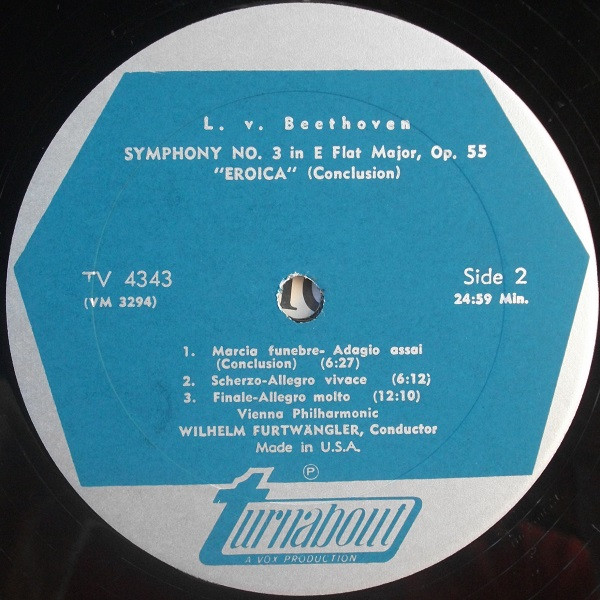 L. v. Beethoven
SYMPHONY NO. 3 in E Flat Major, Op. 55
"EROICA" (Conclusion)
TV 4343
(VM 3294)
Side 2
24:59 Min.
1. Marcia funebre- Adagio assai
(Conclusion) (6:27)
2. Scherzo-Allegro vivace (6:12)
3. Finale-Allegro molto (12:10)
Vienna Philharmonic
WILHELM FURTWÄNGLER, Conductor
Made in U.S.A.
℗
turnabout
A VOX PRODUCTION